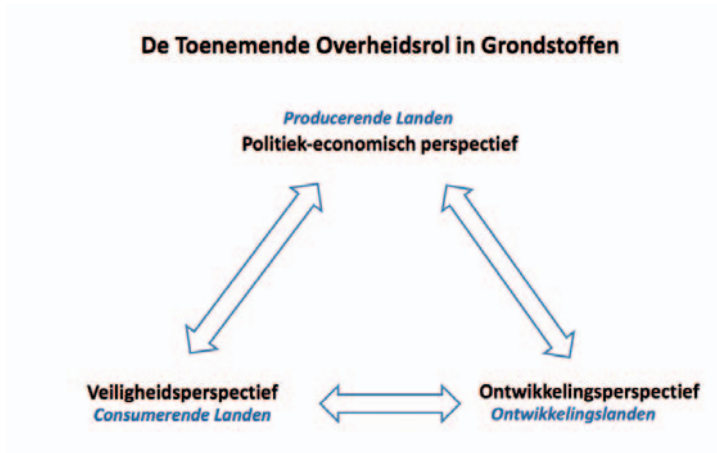 De Toenemende Overheidsrol in Grondstoffen
Producerende Landen
Politiek-economisch perspectief
Veiligheidsperspectief
Consumerende Landen
Ontwikkelingsperspectief
Ontwikkelingslanden